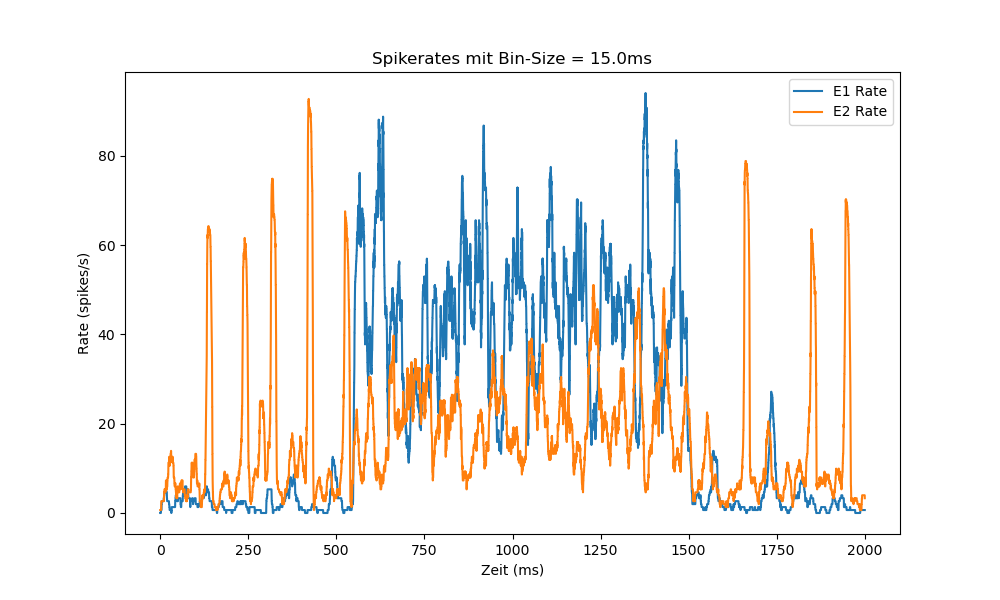 Spikerates mit Bin-Size = 15.0ms
E1 Rate
E2 Rate
Rate (spikes/s)
80
60
40
20
0
0 250 500 750 1000 1250 1500 1750 2000
Zeit (ms)